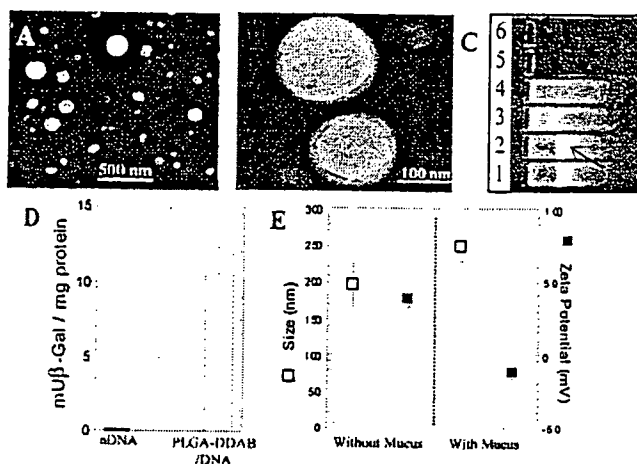 A
500 nm
100 nm
C
6
5
4
3
2
1
D
mUβ-Gal / mg protein
15
10
5
0
nDNA
PLGA-DDAB
/DNA
E
Size (nm)
300
250
200
150
100
50
0
Without Mucus
With Mucus
100
50
0
-50
Zeta Potential (mV)